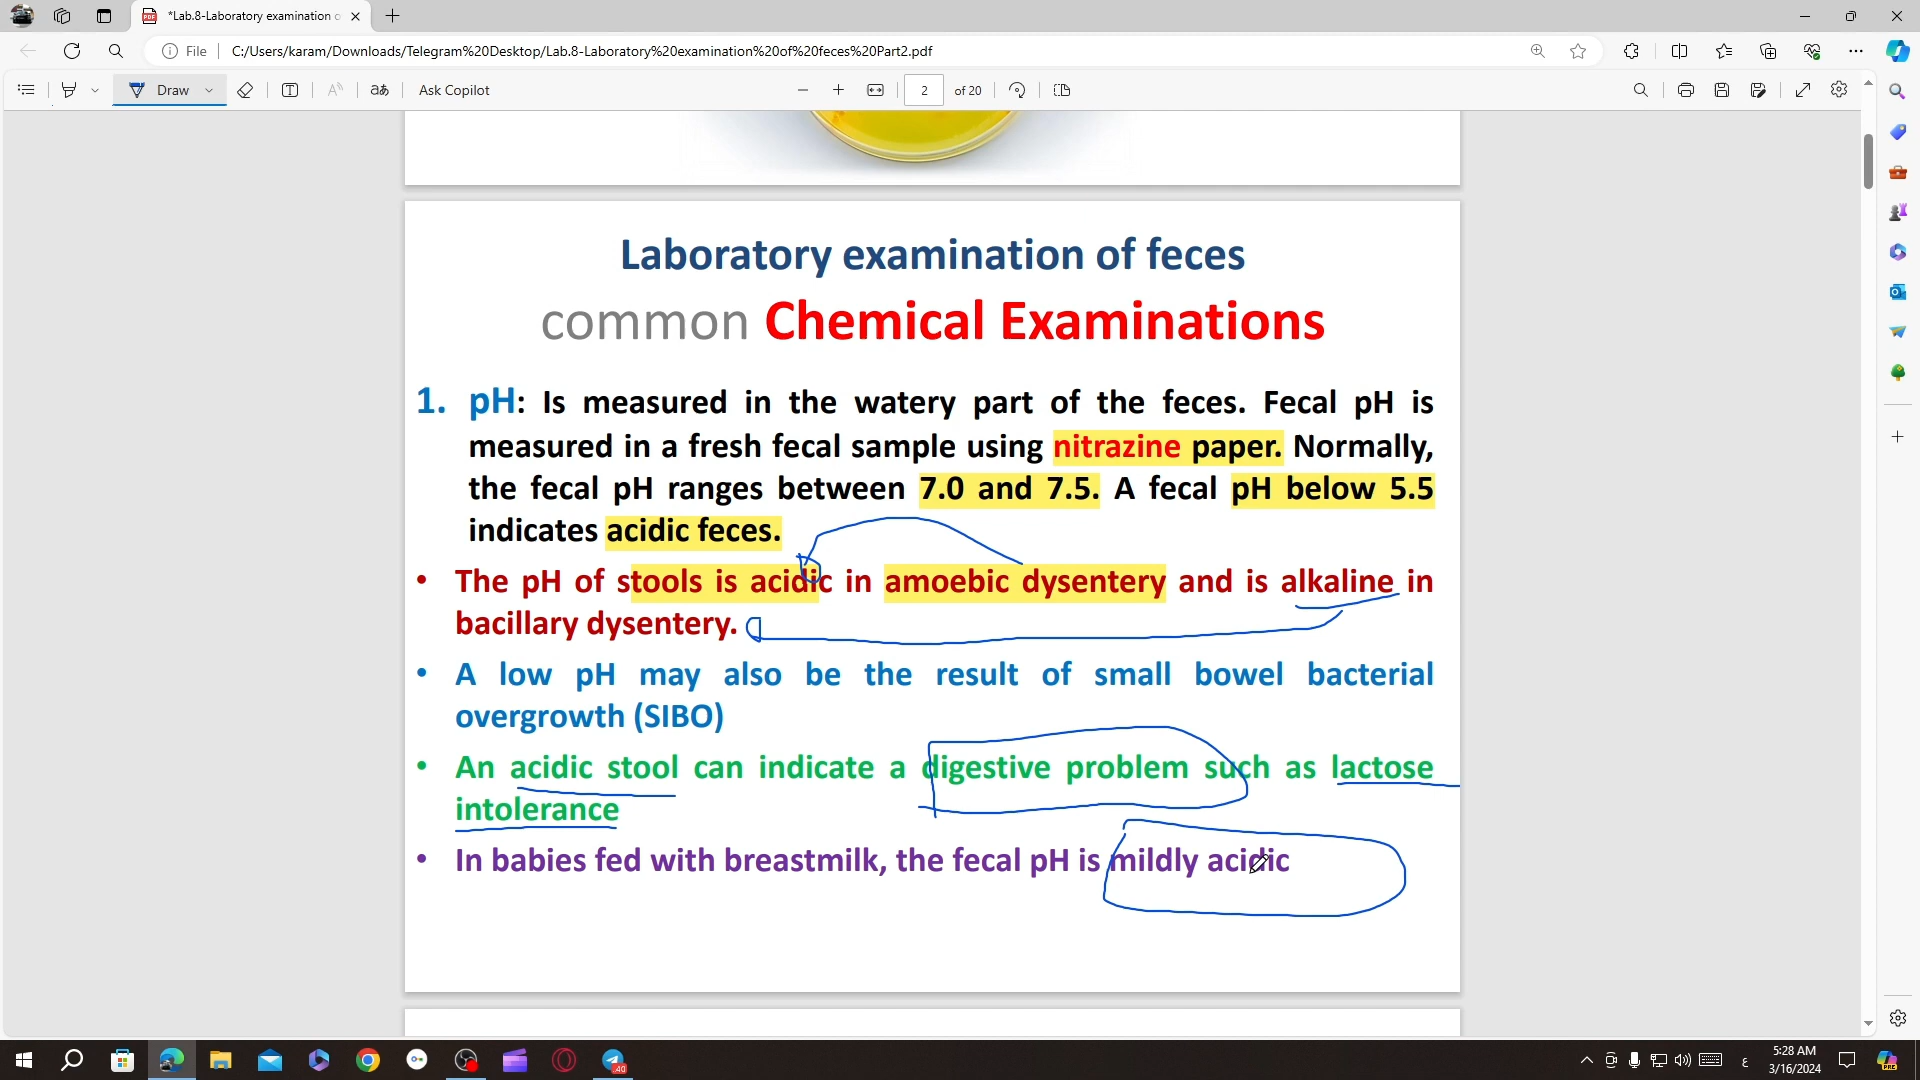 *Lab.8-Laboratory examination o
File
C:/Users/karam/Downloads/Telegram%20Desktop/Lab.8-Laboratory%20examination%20of%20feces%20Part2.pdf
Draw
aあ
Ask Copilot
2
of 20
Laboratory examination of feces
common Chemical Examinations
1. pH: Is measured in the watery part of the feces. Fecal pH is
measured in a fresh fecal sample using nitrazine paper. Normally,
the fecal pH ranges between 7.0 and 7.5. A fecal pH below 5.5
indicates acidic feces.
• The pH of stools is acidic in amoebic dysentery and is alkaline in
bacillary dysentery.
• A low pH may also be the result of small bowel bacterial
overgrowth (SIBO)
• An acidic stool can indicate a digestive problem such as lactose
intolerance
• In babies fed with breastmilk, the fecal pH is mildly acidic
40
ع
5:28 AM
3/16/2024